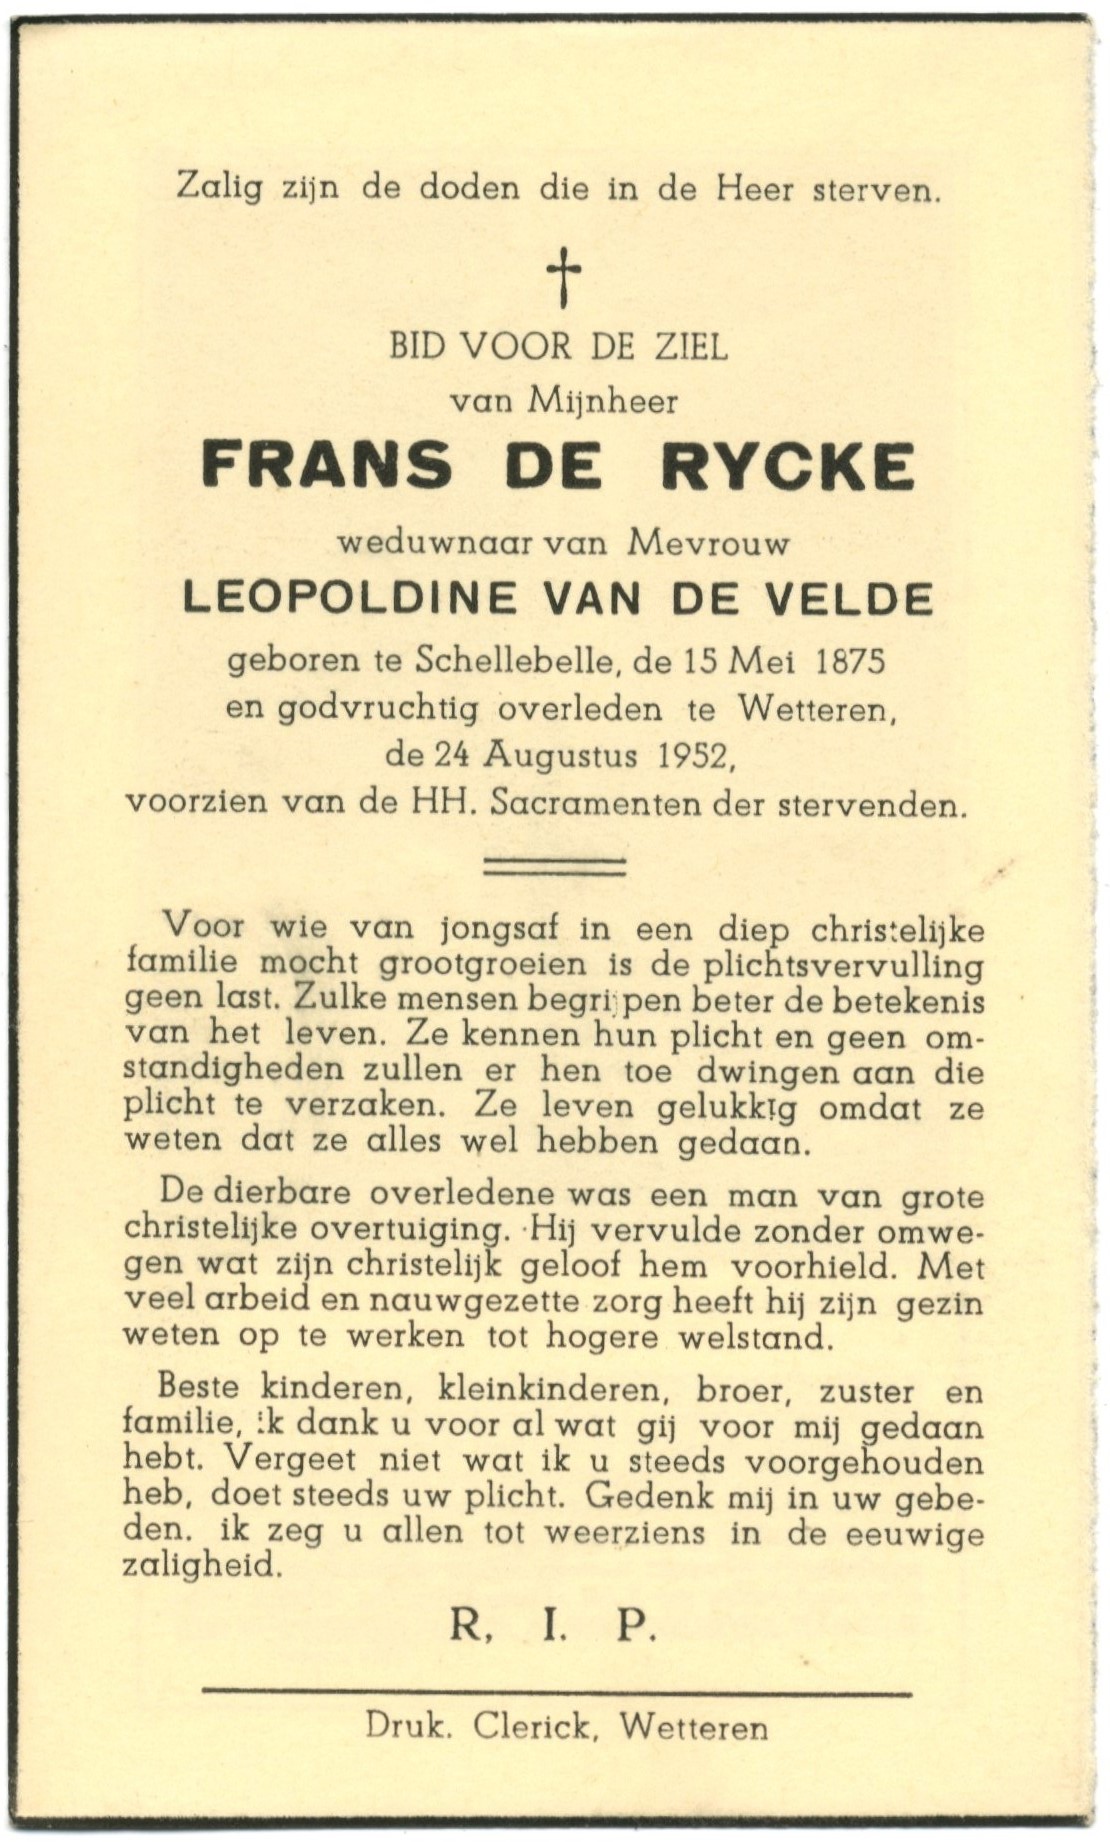 Zalig zijn de doden die in de Heer sterven.
†
BID VOOR DE ZIEL
van Mijnheer
FRANS DE RYCKE
weduwnaar van Mevrouw
LEOPOLDINE VAN DE VELDE
geboren te Schellebelle, de 15 Mei 1875
en godvruchtig overleden te Wetteren,
de 24 Augustus 1952,
voorzien van de HH. Sacramenten der stervenden.
Voor wie van jongsaf in een diep christelijke
familie mocht grootgroeien is de plichtsvervulling
geen last. Zulke mensen begrijpen beter de betekenis
van het leven. Ze kennen hun plicht en geen om-
standigheden zullen er hen toe dwingen aan die
plicht te verzaken. Ze leven gelukkig omdat ze
weten dat ze alles wel hebben gedaan.
De dierbare overledene was een man van grote
christelijke overtuiging. Hij vervulde zonder omwe-
gen wat zijn christelijk geloof hem voorhield. Met
veel arbeid en nauwgezette zorg heeft hij zijn gezin
weten op te werken tot hogere welstand.
Beste kinderen, kleinkinderen, broer, zuster en
familie, ik dank u voor al wat gij voor mij gedaan
hebt. Vergeet niet wat ik u steeds voorgehouden
heb, doet steeds uw plicht. Gedenk mij in uw gebe-
den. ik zeg u allen tot weerziens in de eeuwige
zaligheid.
R, I. P.
Druk. Clerick, Wetteren